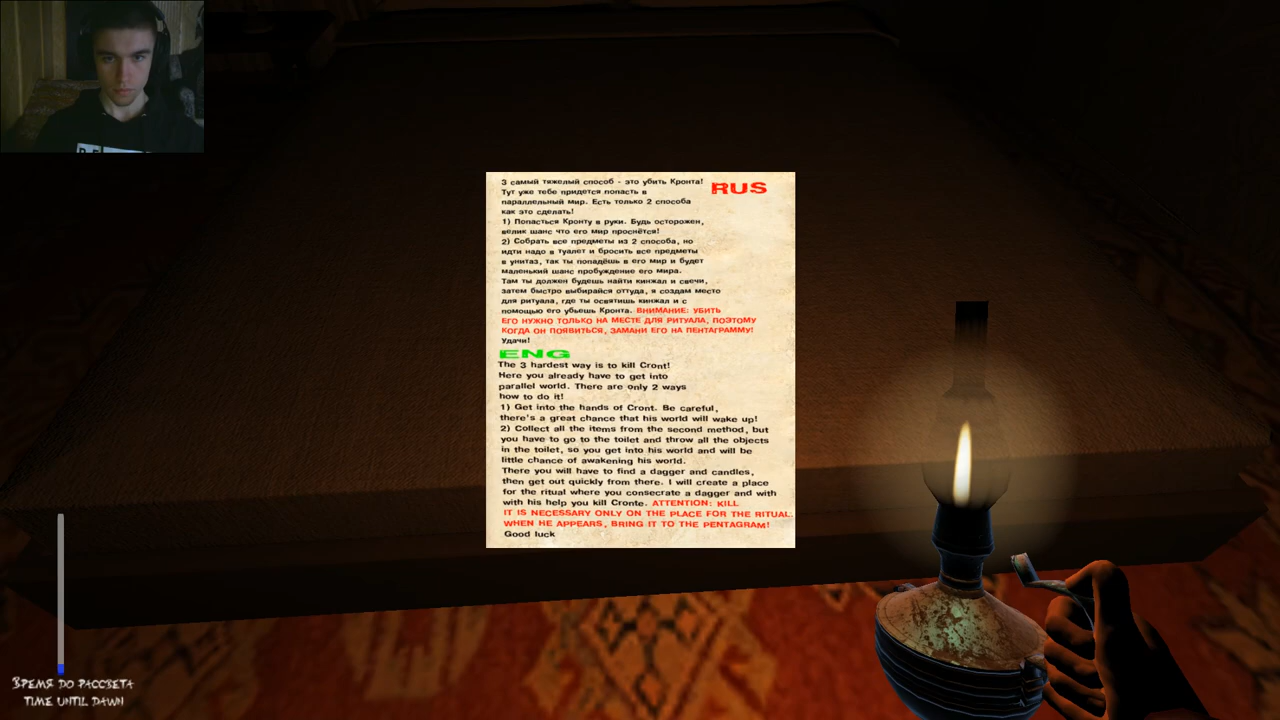 3 самый тяжелый способ - это убить Кронта!
RUS
Тут уже тебе придется попасть в
параллельный мир. Есть только 2 способа
как это сделать!
1) Попасться Кронту в руки. Будь осторожен,
велик шанс что его мир проснётся!
2) Собрать все предметы из 2 способа, но
идти надо в туалет и бросить все предметы
в унитаз, так ты попадёшь в его мир и будет
маленький шанс пробуждение его мира.
Там ты должен будешь найти кинжал и свечи,
затем быстро выбирайся оттуда, я создам место
для ритуала, где ты освятишь кинжал и с
помощью его убьешь Кронта. ВНИМАНИЕ: УБИТЬ
ЕГО НУЖНО ТОЛЬКО НА МЕСТЕ ДЛЯ РИТУАЛА, ПОЭТОМУ
КОГДА ОН ПОЯВИТЬСЯ, ЗАМАНИ ЕГО НА ПЕНТАГРАММУ!
Удачи!
ENG
The 3 hardest way is to kill Cront!
Here you already have to get into
parallel world. There are only 2 ways
how to do it!
1) Get into the hands of Cront. Be careful,
there's a great chance that his world will wake up!
2) Collect all the items from the second method, but
you have to go to the toilet and throw all the objects
in the toilet, so you get into his world and will be
little chance of awakening his world.
There you will have to find a dagger and candles,
then get out quickly from there. I will create a place
for the ritual where you consecrate a dagger and with
with his help you kill Cronte. ATTENTION: KILL
IT IS NECESSARY ONLY ON THE PLACE FOR THE RITUAL.
WHEN HE APPEARS, BRING IT TO THE PENTAGRAM!
Good luck
Время до рассвета
Time until dawn